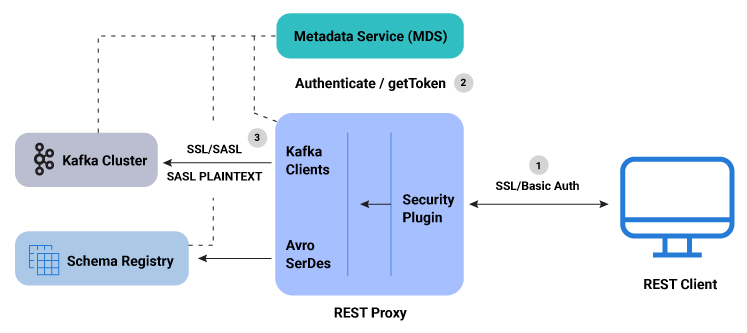 Metadata Service (MDS)
Authenticate / getToken 2
3
SSL/SASL
Kafka Cluster
SASL PLAINTEXT
Kafka
Clients
Security
Plugin
1
SSL/Basic Auth
Schema Registry
Avro
SerDes
REST Client
REST Proxy